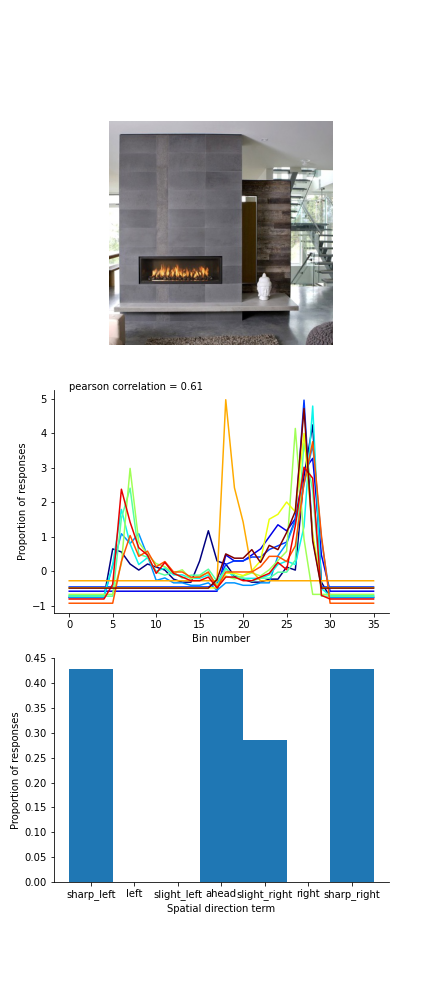 pearson correlation = 0.61
5
4
3
2
1
0
−1
Proportion of responses
0 5 10 15 20 25 30 35
Bin number
0.45
0.40
0.35
0.30
0.25
0.20
0.15
0.10
0.05
0.00
Proportion of responses
sharp_left left slight_left ahead slight_right right sharp_right
Spatial direction term